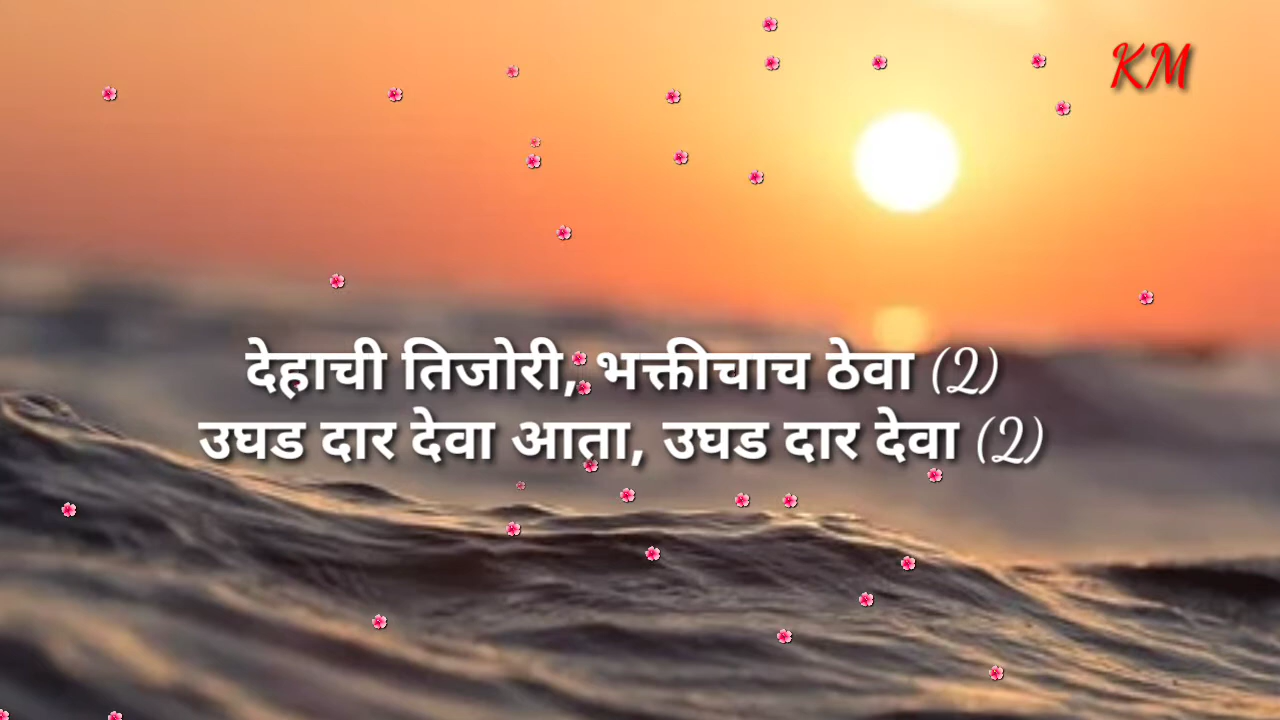 KM
देहाची तिजोरी, भक्तीचाच ठेवा (2)
उघड दार देवा आता, उघड दार देवा (2)